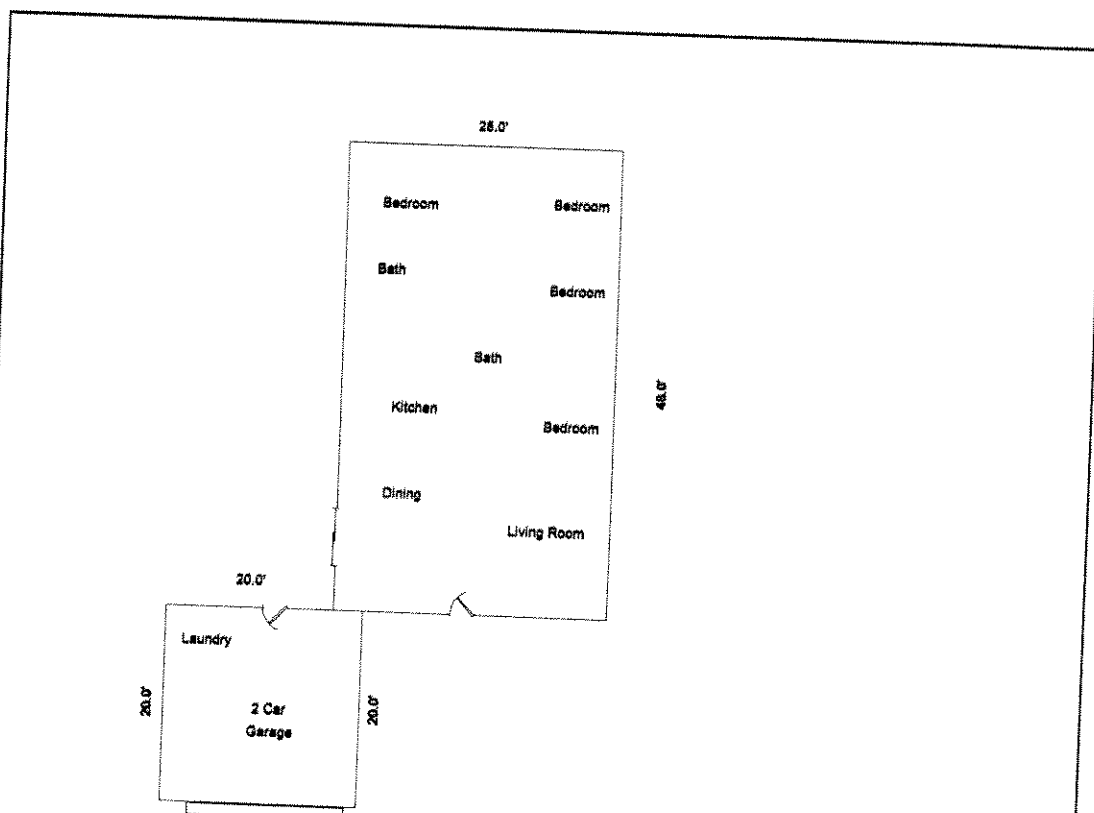 28.0'
Bedroom
Bedroom
Bath
Bedroom
Bath
48.0'
Kitchen
Bedroom
Dining
Living Room
20.0'
Laundry
20.0'
2 Car
Garage
20.0'